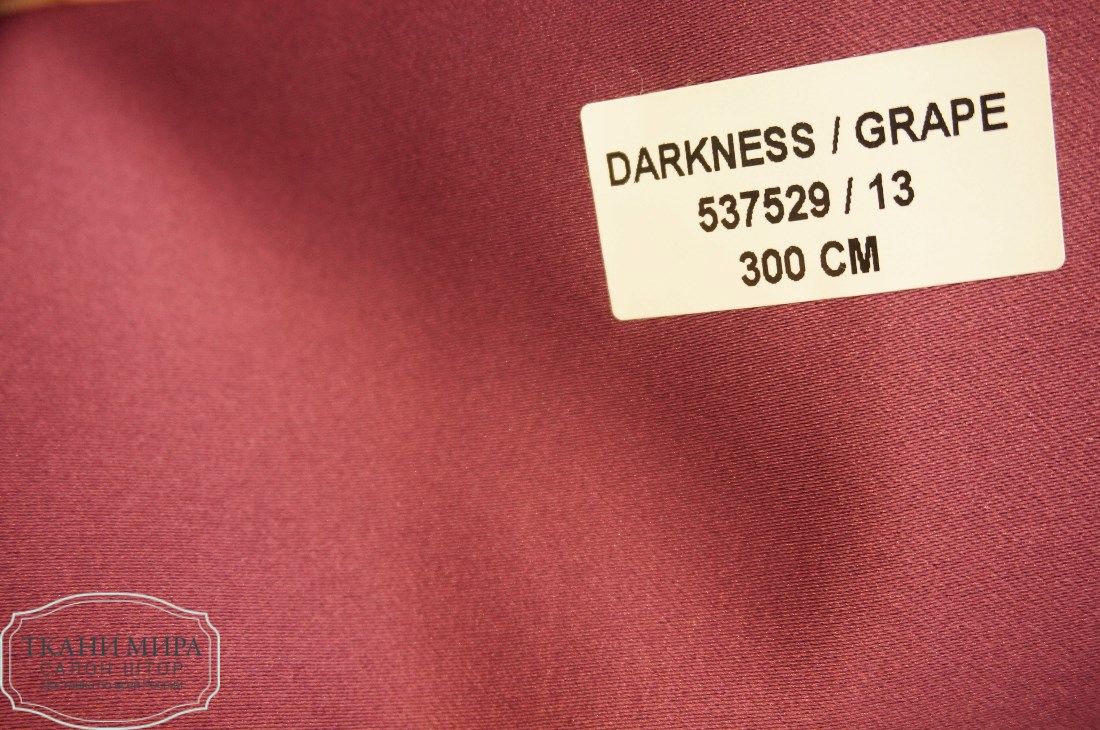 DARKNESS / GRAPE
537529 / 13
300 CM
ТКАНИ МИРА
САЛОН ШТОР